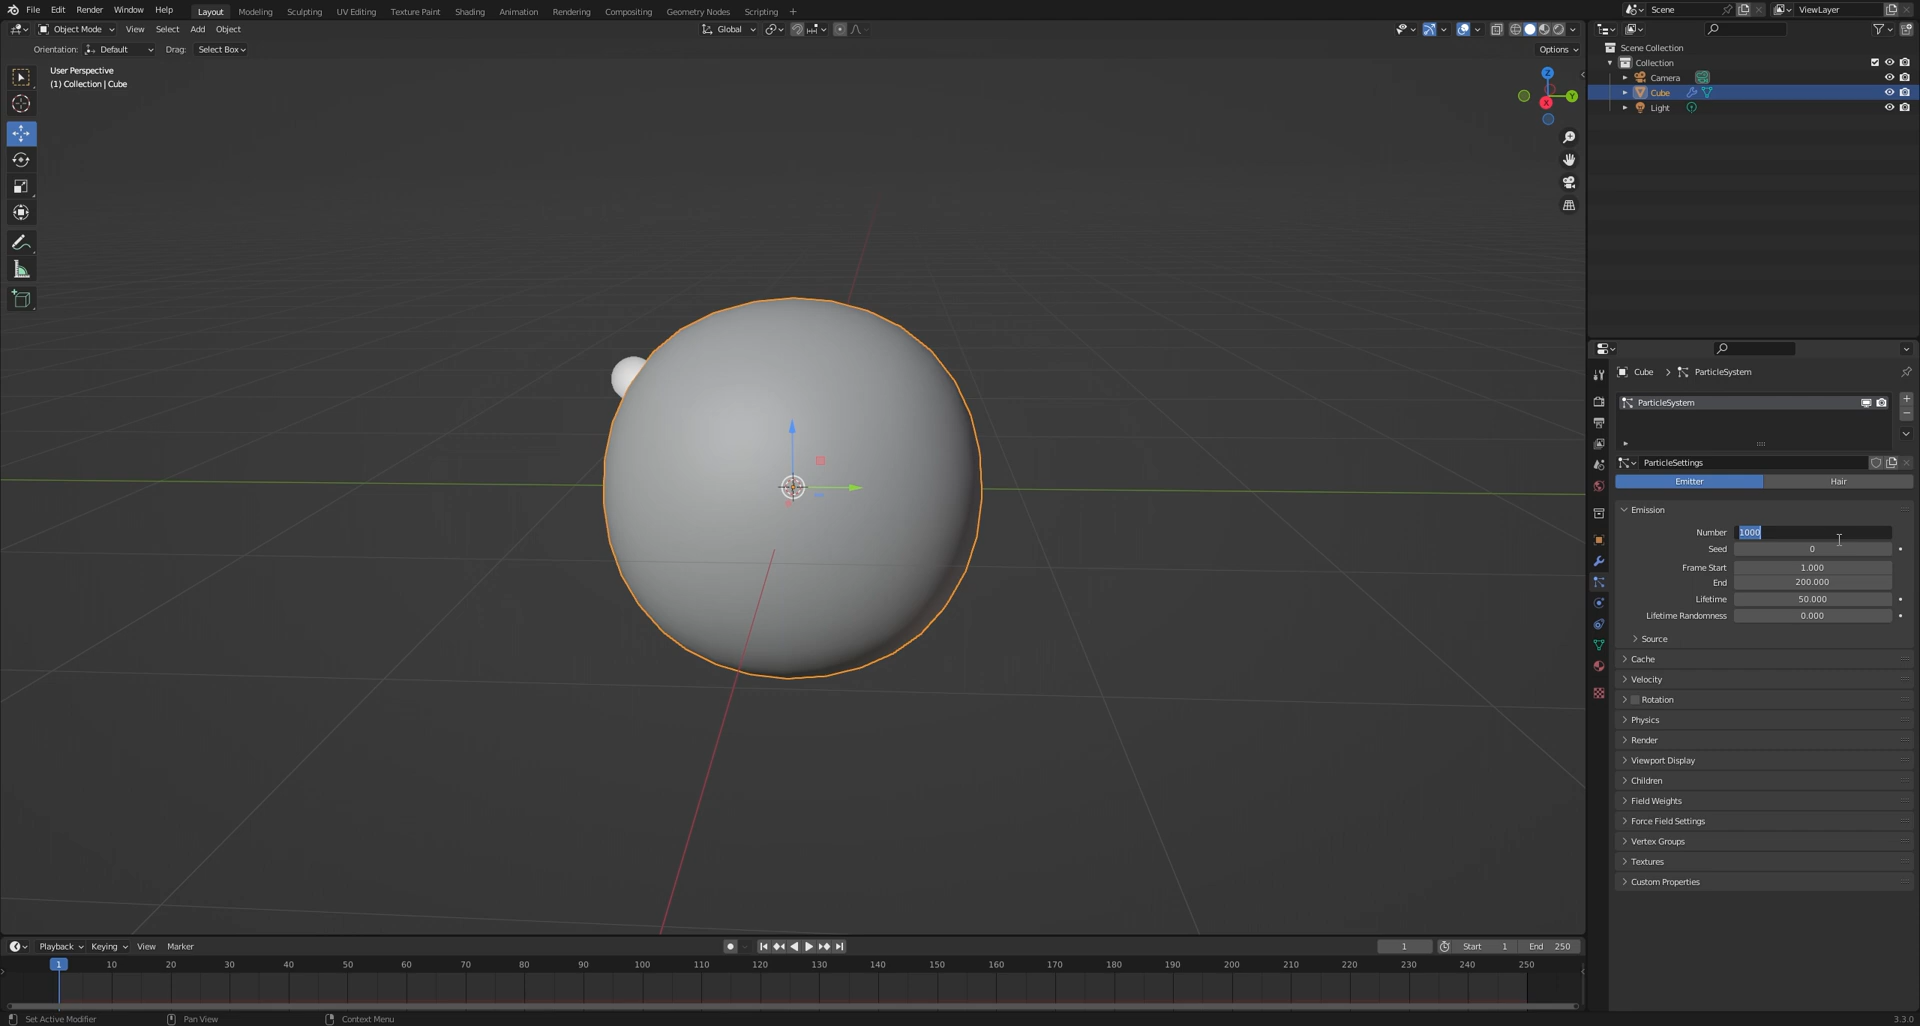 File Edit Render Window Help Layout Modeling Sculpting UV Editing Texture Paint Shading Animation Rendering Compositing Geometry Nodes Scripting + Scene ViewLayer
Object Mode View Select Add Object Global
Orientation: Default Drag: Select Box Options
User Perspective
(1) Collection | Cube
Z
Y
X
Scene Collection
Collection
Camera
Cube
Light
Cube > ParticleSystem
ParticleSystem
ParticleSettings
Emitter Hair
Emission
Number 1000
Seed 0
Frame Start 1.000
End 200.000
Lifetime 50.000
Lifetime Randomness 0.000
Source
Cache
Velocity
Rotation
Physics
Render
Viewport Display
Children
Field Weights
Force Field Settings
Vertex Groups
Textures
Custom Properties
Playback Keying View Marker 1 Start 1 End 250
1 10 20 30 40 50 60 70 80 90 100 110 120 130 140 150 160 170 180 190 200 210 220 230 240 250
Set Active Modifier Pan View Context Menu 3.3.0